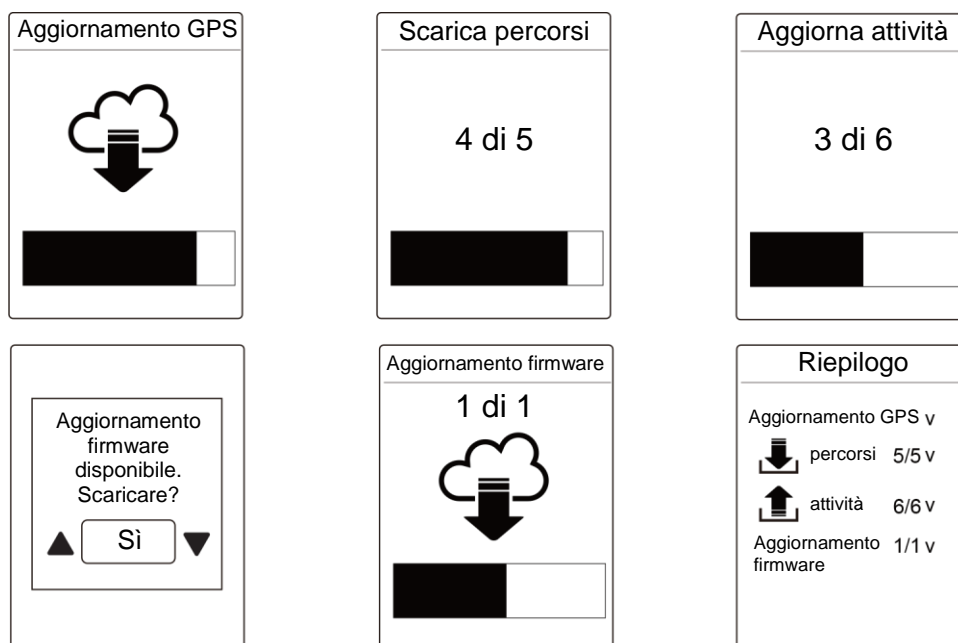 Aggiornamento GPS
Scarica percorsi
4 di 5
Aggiorna attività
3 di 6
Aggiornamento
firmware
disponibile.
Scaricare?
Sì
Aggiornamento firmware
1 di 1
Riepilogo
Aggiornamento GPS v
percorsi 5/5 v
attività 6/6 v
Aggiornamento 1/1 v
firmware